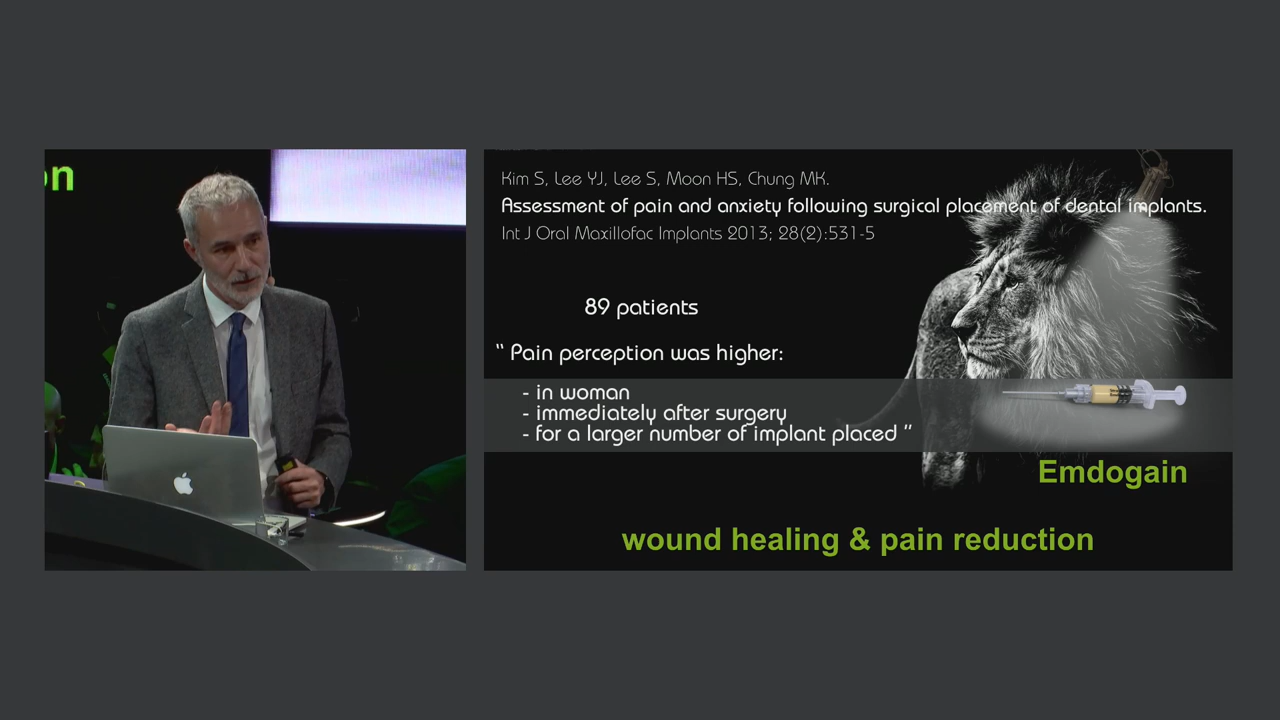 on
Kim S, Lee YJ, Lee S, Moon HS, Chung MK.
Assessment of pain and anxiety following surgical placement of dental implants.
Int J Oral Maxillofac Implants 2013; 28(2):531-5
89 patients
“ Pain perception was higher:
- in woman
- immediately after surgery
- for a larger number of implant placed ”
Emdogain
wound healing & pain reduction